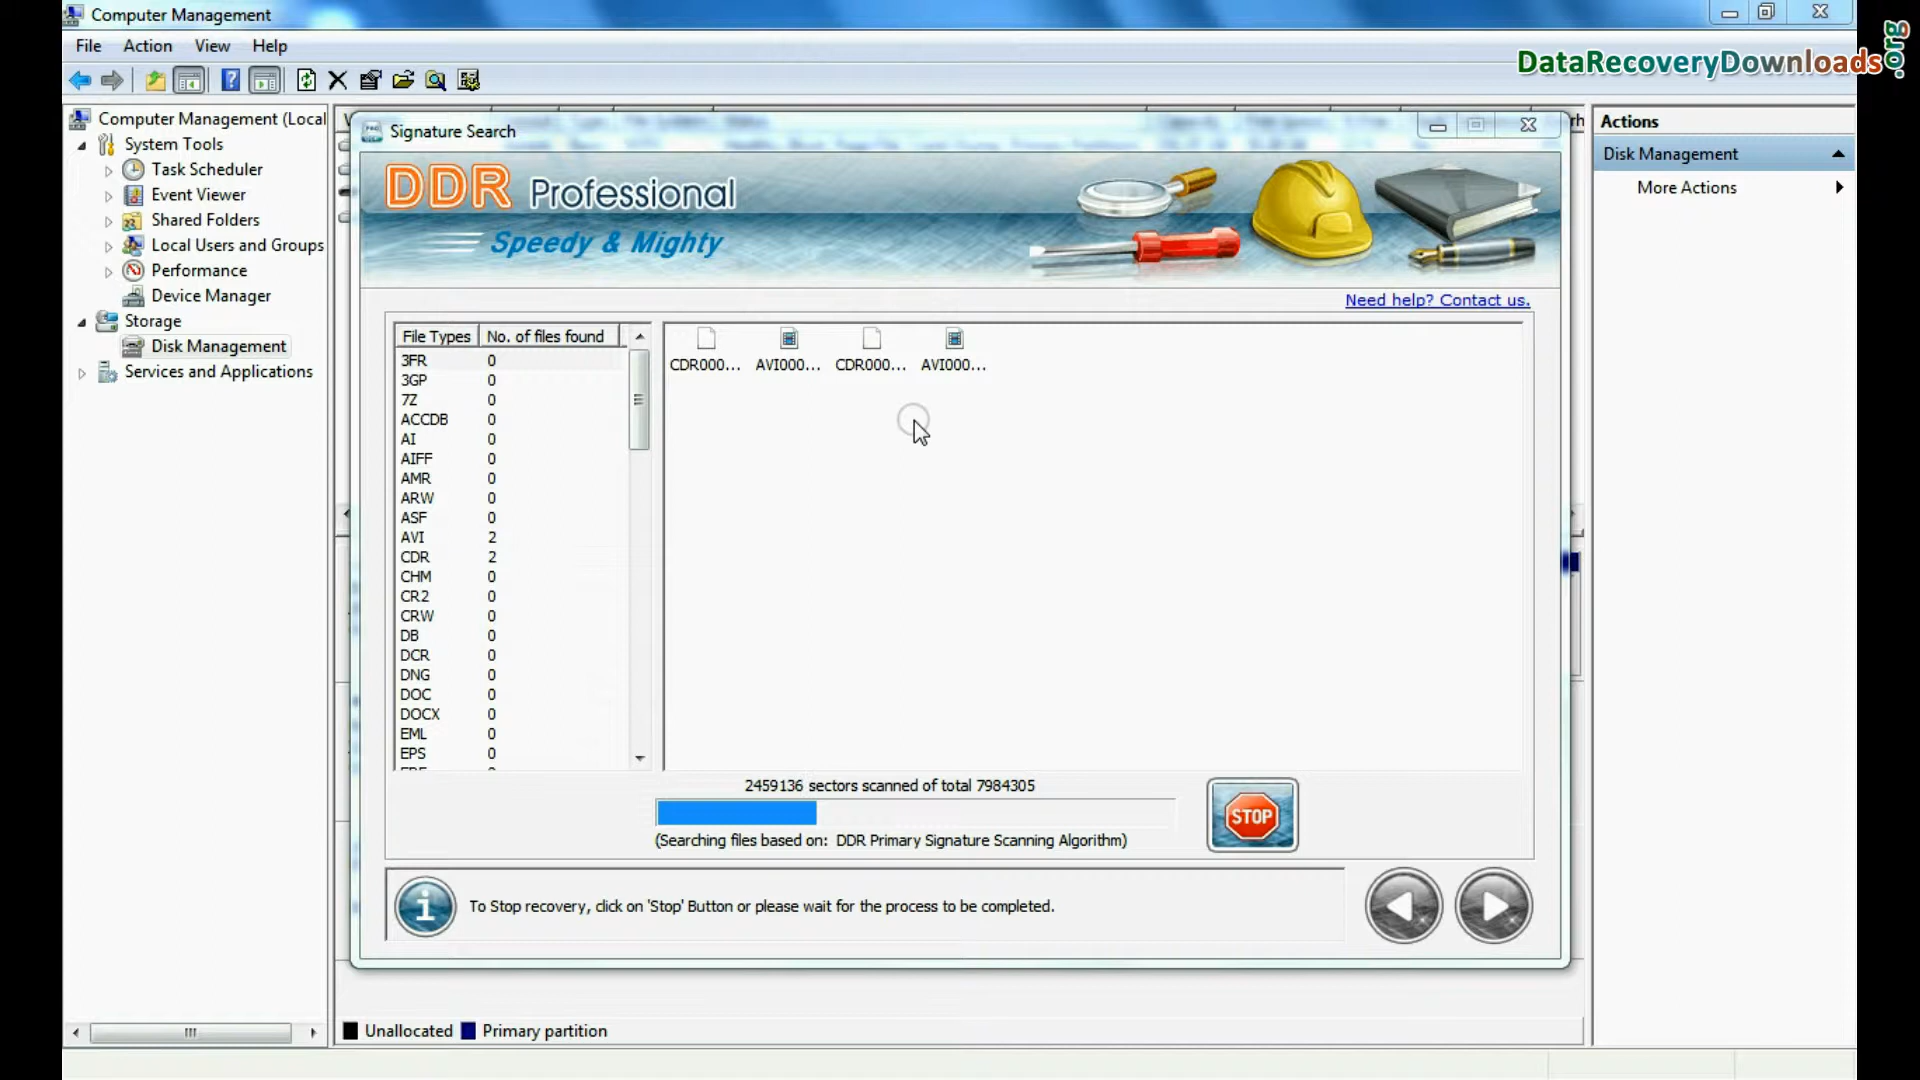 Computer Management
File Action View Help
DataRecoveryDownloads.org
Computer Management (Local
System Tools
Task Scheduler
Event Viewer
Shared Folders
Local Users and Groups
Performance
Device Manager
Storage
Disk Management
Services and Applications
Signature Search
DDR Professional
Speedy & Mighty
Need help? Contact us.
File Types No. of files found
3FR 0
3GP 0
7Z 0
ACCDB 0
AI 0
AIFF 0
AMR 0
ARW 0
ASF 0
AVI 2
CDR 2
CHM 0
CR2 0
CRW 0
DB 0
DCR 0
DNG 0
DOC 0
DOCX 0
EML 0
EPS 0
CDR000... AVI000... CDR000... AVI000...
2459136 sectors scanned of total 7984305
STOP
(Searching files based on: DDR Primary Signature Scanning Algorithm)
To Stop recovery, click on 'Stop' Button or please wait for the process to be completed.
Unallocated Primary partition
Actions
Disk Management
More Actions